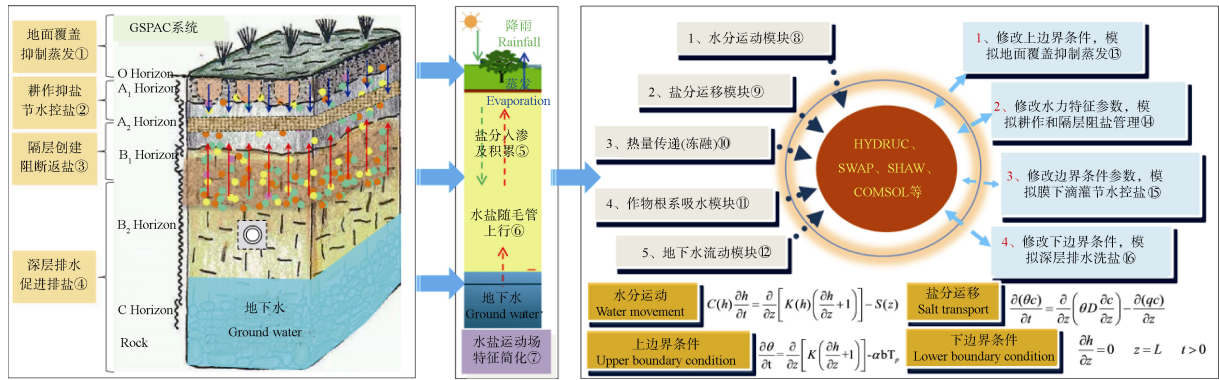 地面覆盖
抑制蒸发①
耕作抑盐
节水控盐②
隔层创建
阻断返盐③
深层排水
促进排盐④
GSPAC系统
O Horizon
A1 Horizon
A2 Horizon
B1 Horizon
B2 Horizon
C Horizon
Rock
地下水
Ground water
降雨
Rainfall
蒸发
Evaporation
盐分入渗
及积累⑤
水盐随毛管
上行⑥
地下水
Ground water
水盐运动场
特征简化⑦
1、水分运动模块⑧
2、盐分运移模块⑨
3、热量传递(冻融)⑩
4、作物根系吸水模块⑪
5、地下水流动模块⑫
HYDRUC、
SWAP、SHAW、
COMSOL等
1、修改上边界条件，模
拟地面覆盖抑制蒸发⑬
2、修改水力特征参数，模
拟耕作和隔层阻盐管理⑭
3、修改边界条件参数，模
拟膜下滴灌节水控盐⑮
4、修改下边界条件，模
拟深层排水洗盐⑯
水分运动
Water movement
C(h)∂h/∂t=∂/∂z[K(h)(∂h/∂z+1)]−S(z)
盐分运移
Salt transport
∂(θc)/∂t=∂/∂z(θD∂c/∂z)−∂(qc)/∂z
上边界条件
Upper boundary condition
∂θ/∂t=∂/∂z[K(∂h/∂z+1)]-αbTp
下边界条件
Lower boundary condition
∂h/∂z=0 z=L t>0